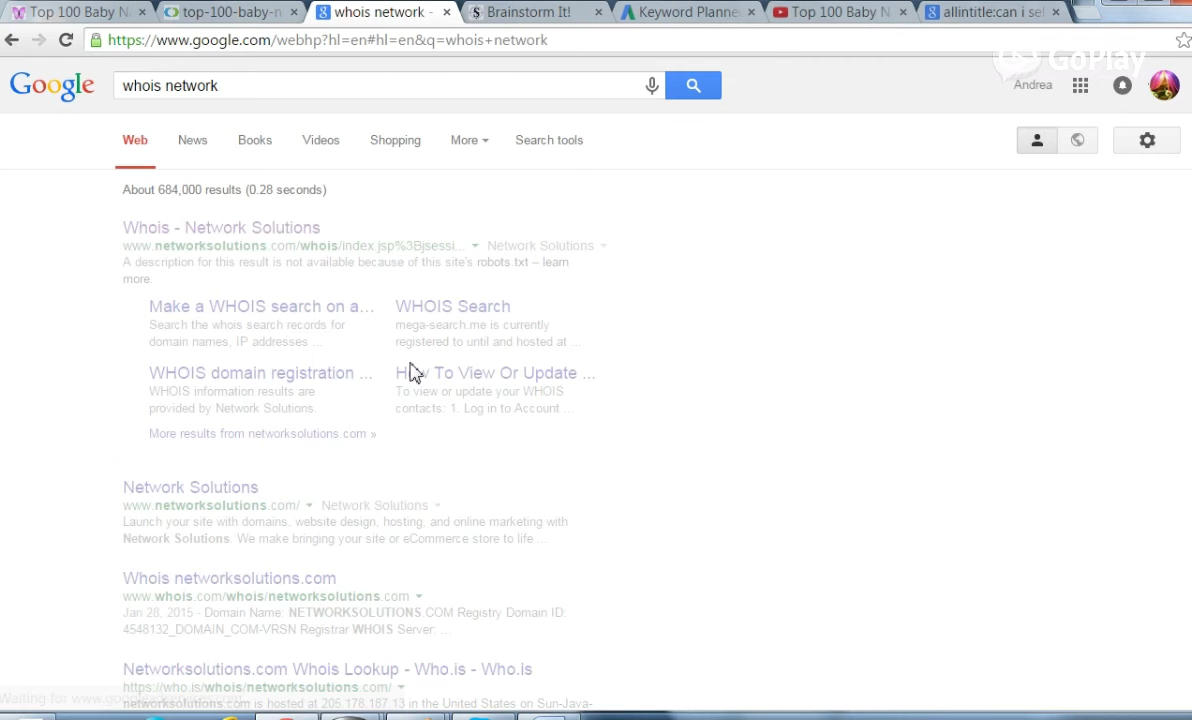 Top 100 Baby N
top-100-baby-n
whois network -
Brainstorm It!
Keyword Planne
Top 100 Baby N
allintitle:can i sel
https://www.google.com/webhp?hl=en#hl=en&q=whois+network
GoPlay
Google
whois network
Andrea
Web
News
Books
Videos
Shopping
More
Search tools
About 684,000 results (0.28 seconds)
Whois - Network Solutions
www.networksolutions.com/whois/index.jsp%3Bjsessi... Network Solutions
A description for this result is not available because of this site's robots.txt – learn
more.
Make a WHOIS search on a...
Search the whois search records for
domain names, IP addresses ...
WHOIS Search
mega-search.me is currently
registered to until and hosted at ...
WHOIS domain registration ...
WHOIS information results are
provided by Network Solutions.
How To View Or Update ...
To view or update your WHOIS
contacts: 1. Log in to Account ...
More results from networksolutions.com »
Network Solutions
www.networksolutions.com/ Network Solutions
Launch your site with domains, website design, hosting, and online marketing with
Network Solutions. We make bringing your site or eCommerce store to life ...
Whois networksolutions.com
www.whois.com/whois/networksolutions.com
Jan 28, 2015 - Domain Name: NETWORKSOLUTIONS.COM Registry Domain ID:
4548132_DOMAIN_COM-VRSN Registrar WHOIS Server: ...
Networksolutions.com Whois Lookup - Who.is - Who.is
https://who.is/whois/networksolutions.com/
networksolutions.com is hosted at 205.178.187.13 in the United States on Sun-Java-
Waiting for www.googleadservices.com...